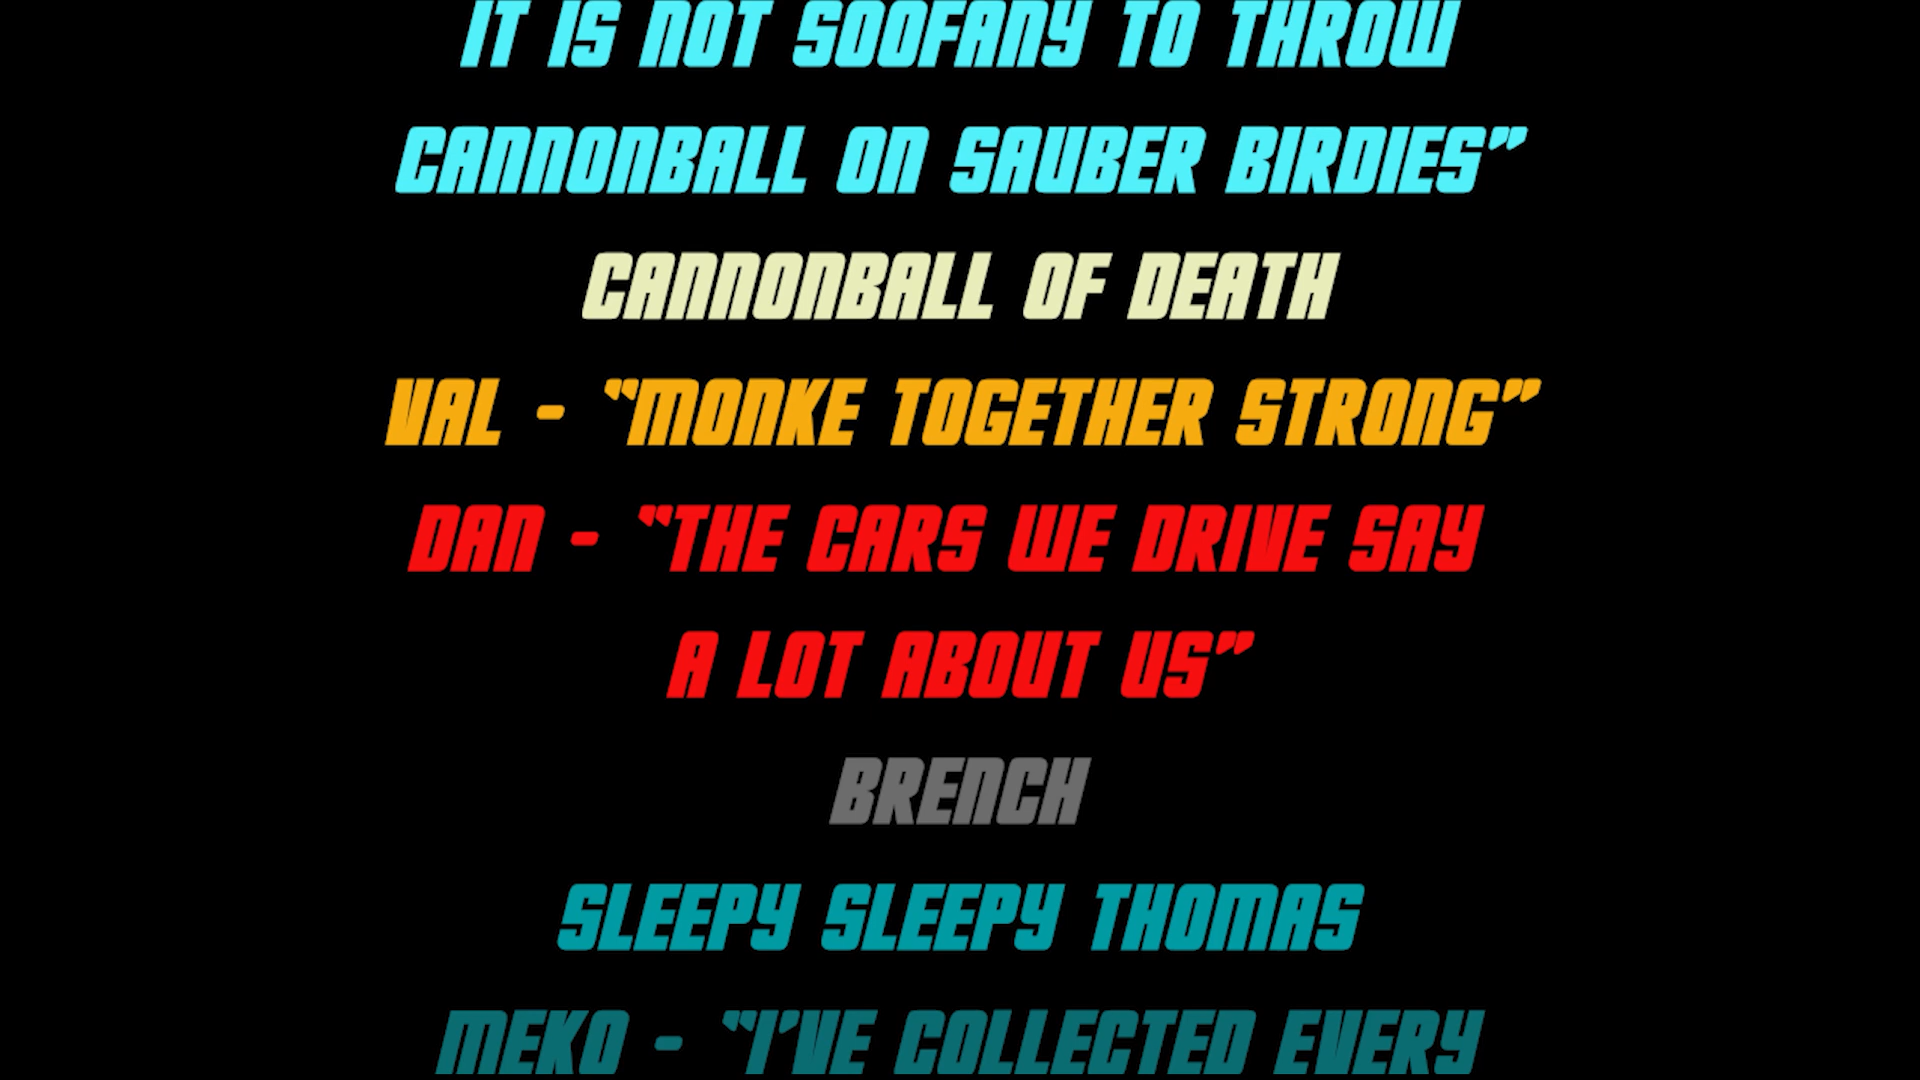 IT IS NOT SOOFANY TO THROW
CANNONBALL ON SAUBER BIRDIES”
CANNONBALL OF DEATH
VAL - “MONKE TOGETHER STRONG”
DAN - “THE CARS WE DRIVE SAY
A LOT ABOUT US”
BRENCH
SLEEPY SLEEPY THOMAS
MEKO - “I’VE COLLECTED EVERY